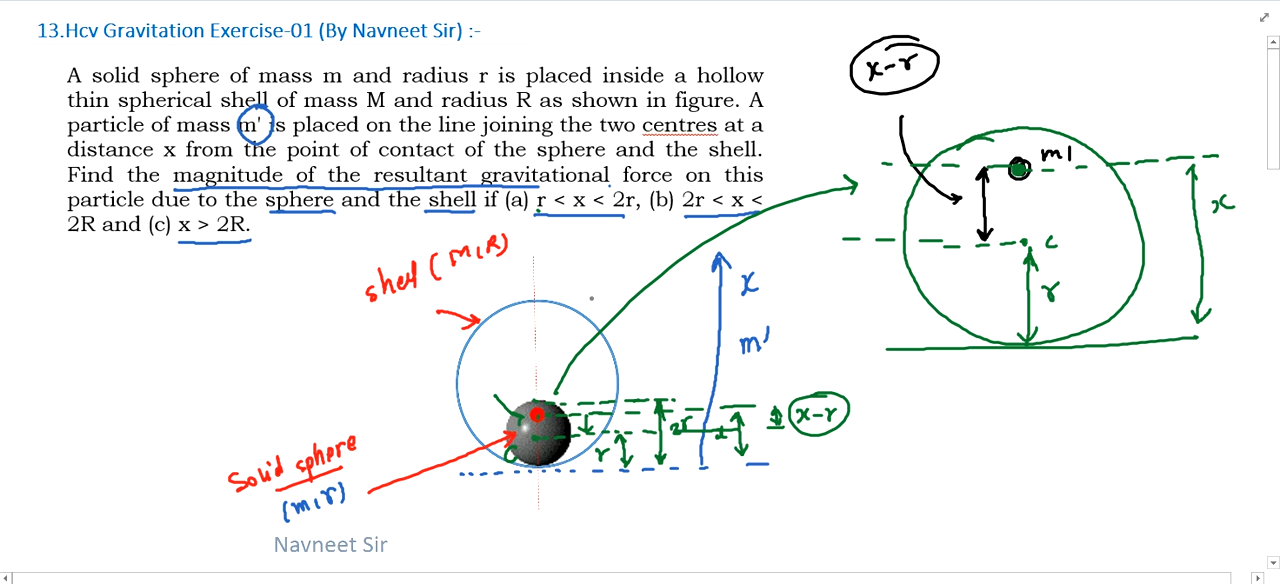 13.Hcv Gravitation Exercise-01 (By Navneet Sir) :-
A solid sphere of mass m and radius r is placed inside a hollow
thin spherical shell of mass M and radius R as shown in figure. A
particle of mass m' is placed on the line joining the two centres at a
distance x from the point of contact of the sphere and the shell.
Find the magnitude of the resultant gravitational force on this
particle due to the sphere and the shell if (a) r < x < 2r, (b) 2r < x <
2R and (c) x > 2R.
x-r
m'
x
c
r
shell (M,R)
x
m'
2r
x
x-r
r
Solid sphere
(m,r)
Navneet Sir